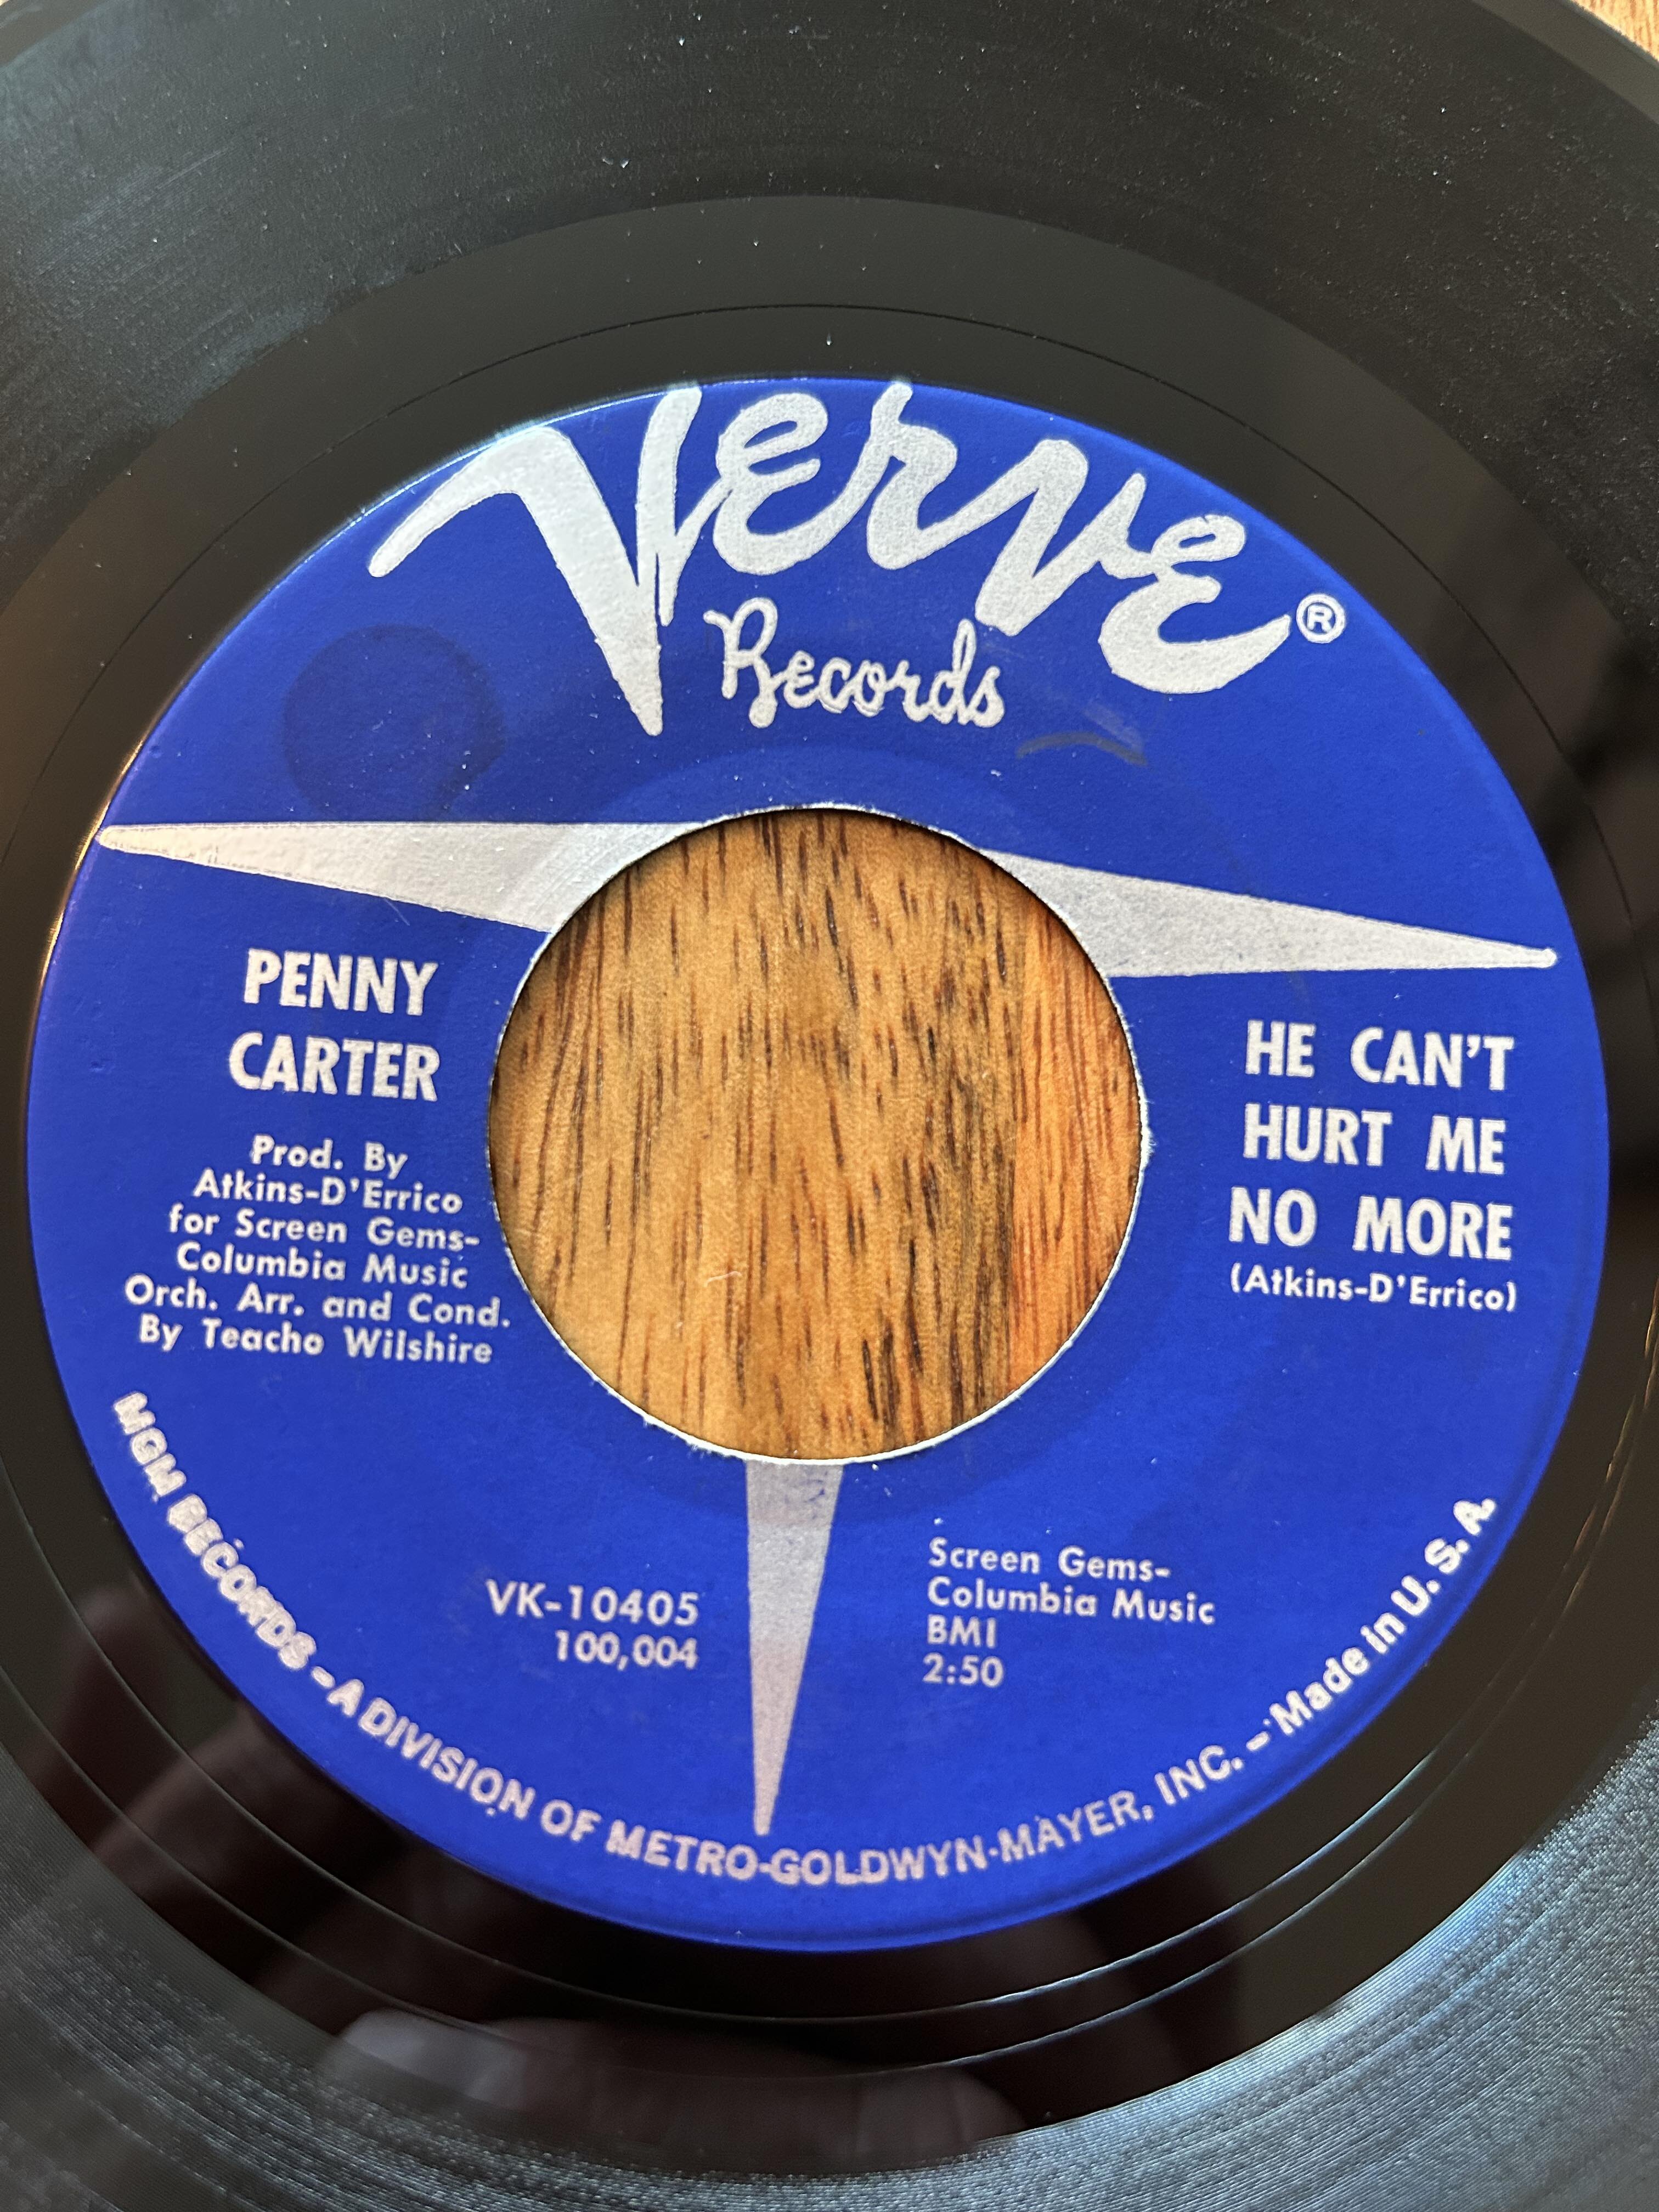 Verve®
Records
PENNY
CARTER
Prod. By
Atkins-D'Errico
for Screen Gems-
Columbia Music
Orch. Arr. and Cond.
By Teacho Wilshire
HE CAN'T
HURT ME
NO MORE
(Atkins-D'Errico)
VK-10405
100,004
Screen Gems-
Columbia Music
BMI
2:50
MGM RECORDS - A DIVISION OF METRO-GOLDWYN-MAYER, INC. - Made in U. S. A.